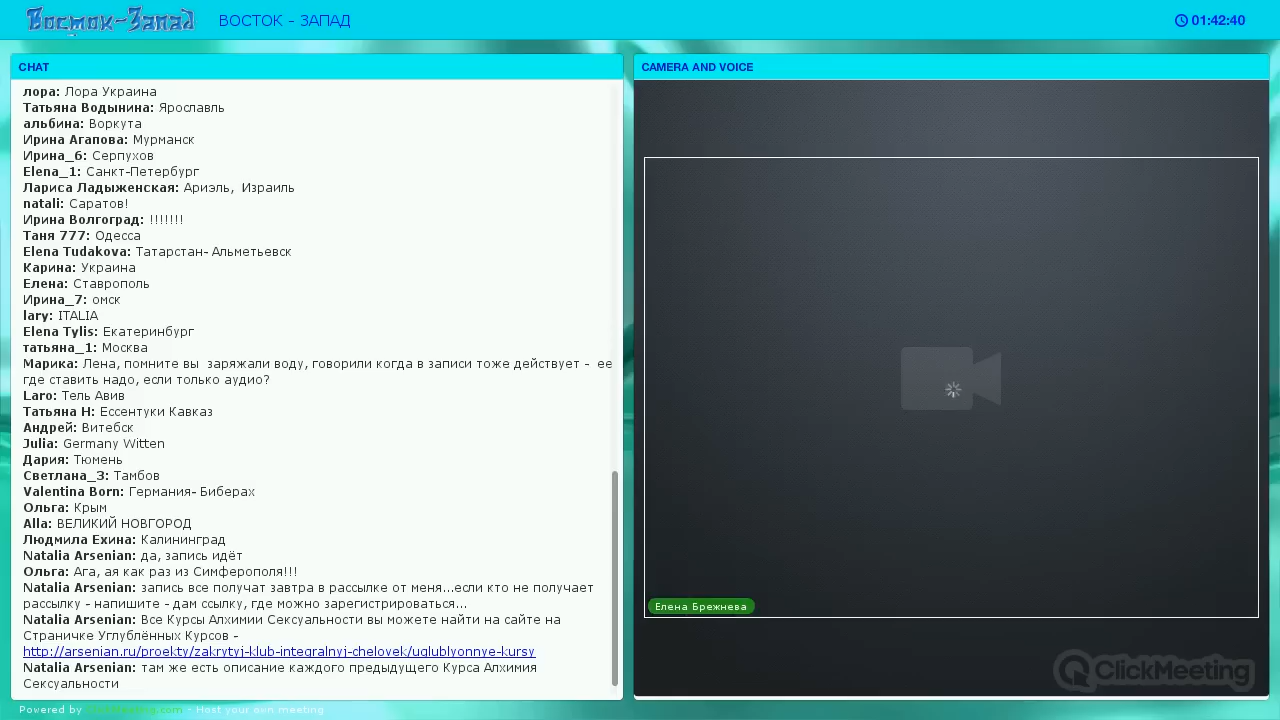 Восток-Запад
ВОСТОК - ЗАПАД
01:42:40
CHAT
лора: Лора Украина
Татьяна Водынина: Ярославль
альбина: Воркута
Ирина Агапова: Мурманск
Ирина_6: Серпухов
Elena_1: Санкт-Петербург
Лариса Ладыженская: Ариэль, Израиль
natali: Саратов!
Ирина Волгоград: !!!!!!!
Таня 777: Одесса
Elena Tudakova: Татарстан- Альметьевск
Карина: Украина
Елена: Ставрополь
Ирина_7: омск
lary: ITALIA
Elena Tylis: Екатеринбург
татьяна_1: Москва
Марика: Лена, помните вы заряжали воду, говорили когда в записи тоже действует - ее
где ставить надо, если только аудио?
Laro: Тель Авив
Татьяна Н: Ессентуки Кавказ
Андрей: Витебск
Julia: Germany Witten
Дария: Тюмень
Светлана_3: Тамбов
Valentina Born: Германия- Биберах
Ольга: Крым
Alla: ВЕЛИКИЙ НОВГОРОД
Людмила Ехина: Калининград
Natalia Arsenian: да, запись идёт
Ольга: Ага, ая как раз из Симферополя!!!
Natalia Arsenian: запись все получат завтра в рассылке от меня...если кто не получает
рассылку - напишите - дам ссылку, где можно зарегистрироваться...
Natalia Arsenian: Все Курсы Алхимии Сексуальности вы можете найти на сайте на
Страничке Углублённых Курсов -
http://arsenian.ru/proekty/zakrytyj-klub-integralnyj-chelovek/uglublyonnye-kursy
Natalia Arsenian: там же есть описание каждого предыдущего Курса Алхимия
Сексуальности
CAMERA AND VOICE
Елена Брежнева
ClickMeeting
Powered by ClickMeeting.com - Host your own meeting